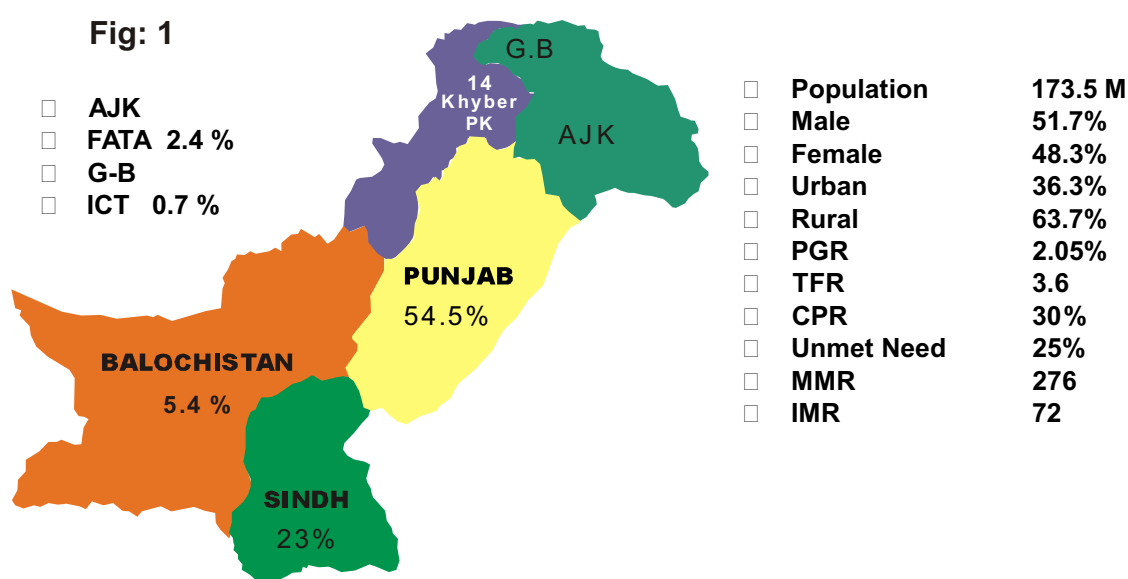 Fig: 1
□ AJK
□ FATA 2.4 %
□ G-B
□ ICT 0.7 %
G.B
14
Khyber
PK
AJK
PUNJAB
54.5%
BALOCHISTAN
5.4 %
SINDH
23%
□ Population 173.5 M
□ Male 51.7%
□ Female 48.3%
□ Urban 36.3%
□ Rural 63.7%
□ PGR 2.05%
□ TFR 3.6
□ CPR 30%
□ Unmet Need 25%
□ MMR 276
□ IMR 72